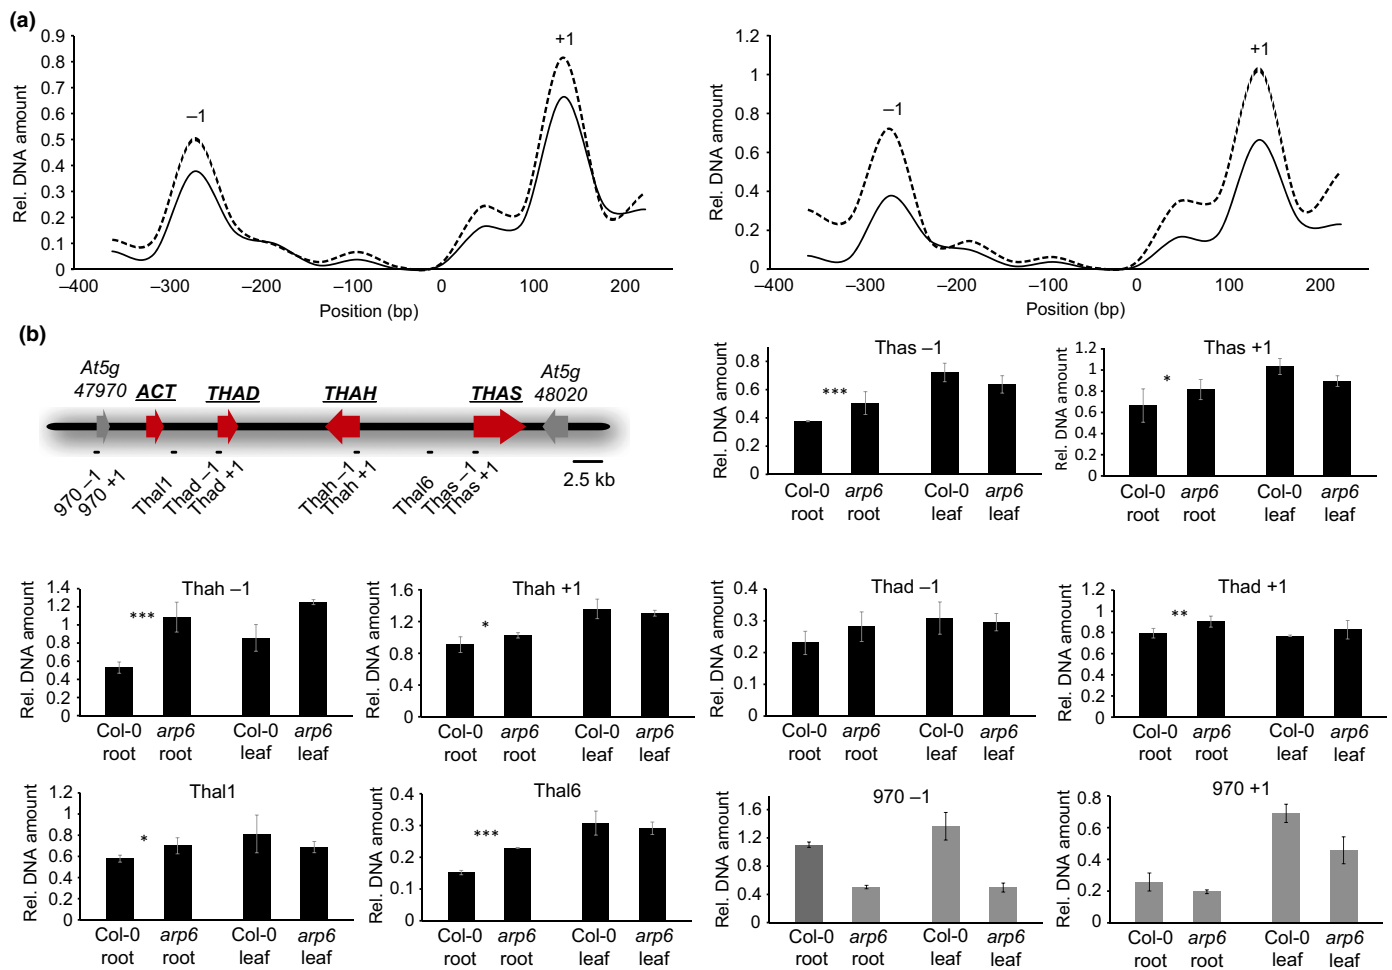 (a)
Rel. DNA amount
0.9
0.8
0.7
0.6
0.5
0.4
0.3
0.2
0.1
0
–1
+1
–400
–300
–200
–100
0
100
200
Position (bp)
Rel. DNA amount
1.2
1
0.8
0.6
0.4
0.2
0
–1
+1
–400
–300
–200
–100
0
100
200
Position (bp)
(b)
At5g
47970
ACT
THAD
THAH
THAS
At5g
48020
970 –1
970 +1
Thal1
Thad –1
Thad +1
Thah –1
Thah +1
Thal6
Thas –1
Thas +1
2.5 kb
Thas –1
Rel. DNA amount
0.8
0.6
0.4
0.2
0
***
Col-0 arp6 Col-0 arp6
root root leaf leaf
Thas +1
Rel. DNA amount
1.2
1
0.8
0.6
0.4
0.2
0
*
Col-0 arp6 Col-0 arp6
root root leaf leaf
Thah –1
Rel. DNA amount
1.4
1.2
1
0.8
0.6
0.4
0.2
0
***
Col-0 arp6 Col-0 arp6
root root leaf leaf
Thah +1
Rel. DNA amount
1.6
1.2
0.8
0.4
0
*
Col-0 arp6 Col-0 arp6
root root leaf leaf
Thad –1
Rel. DNA amount
0.4
0.3
0.2
0.1
0
Col-0 arp6 Col-0 arp6
root root leaf leaf
Thad +1
Rel. DNA amount
1.2
1
0.8
0.6
0.4
0.2
0
**
Col-0 arp6 Col-0 arp6
root root leaf leaf
Thal1
Rel. DNA amount
1.2
1
0.8
0.6
0.4
0.2
0
*
Col-0 arp6 Col-0 arp6
root root leaf leaf
Thal6
Rel. DNA amount
0.4
0.3
0.2
0.1
0
***
Col-0 arp6 Col-0 arp6
root root leaf leaf
970 –1
Rel. DNA amount
1.6
1.2
0.8
0.4
0
Col-0 arp6 Col-0 arp6
root root leaf leaf
970 +1
Rel. DNA amount
0.8
0.6
0.4
0.2
0
Col-0 arp6 Col-0 arp6
root root leaf leaf